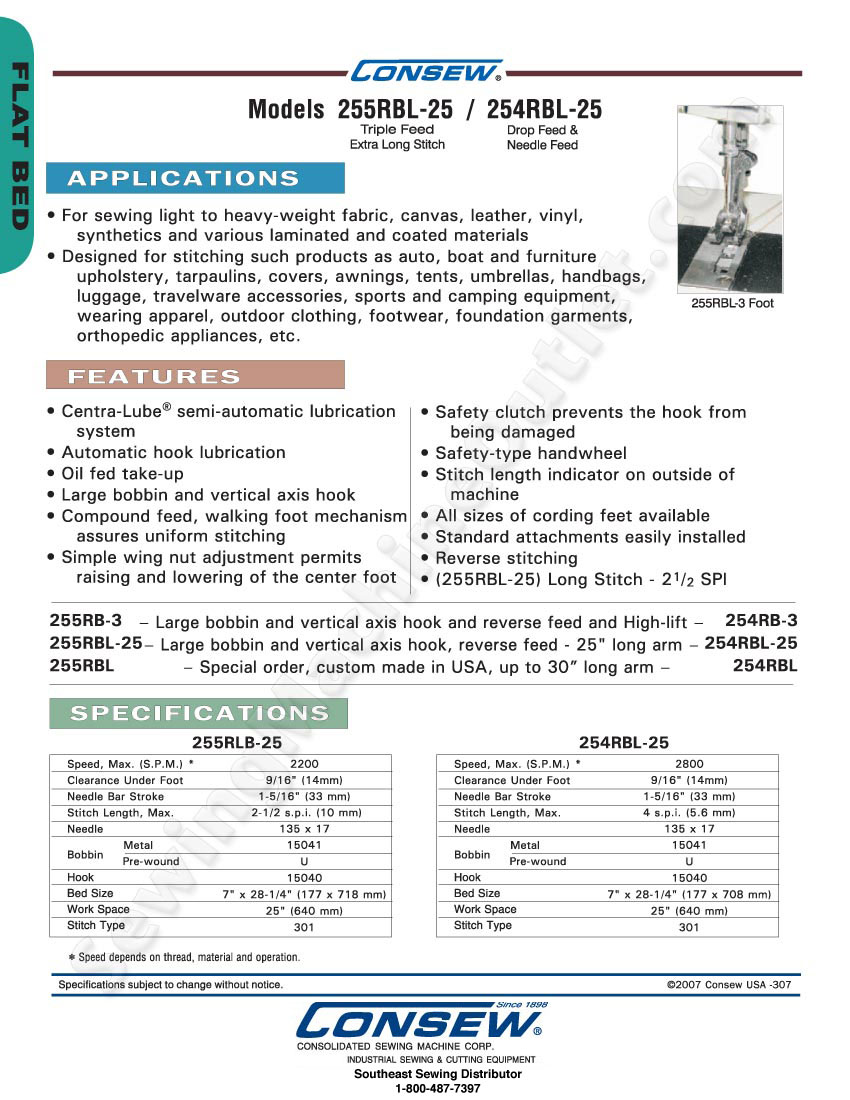 FLAT BED
CONSEW®
Models 255RBL-25 / 254RBL-25
Triple Feed
Extra Long Stitch
Drop Feed &
Needle Feed
255RBL-3 Foot
APPLICATIONS
• For sewing light to heavy-weight fabric, canvas, leather, vinyl,
synthetics and various laminated and coated materials
• Designed for stitching such products as auto, boat and furniture
upholstery, tarpaulins, covers, awnings, tents, umbrellas, handbags,
luggage, travelware accessories, sports and camping equipment,
wearing apparel, outdoor clothing, footwear, foundation garments,
orthopedic appliances, etc.
FEATURES
• Centra-Lube® semi-automatic lubrication
system
• Automatic hook lubrication
• Oil fed take-up
• Large bobbin and vertical axis hook
• Compound feed, walking foot mechanism
assures uniform stitching
• Simple wing nut adjustment permits
raising and lowering of the center foot
• Safety clutch prevents the hook from
being damaged
• Safety-type handwheel
• Stitch length indicator on outside of
machine
• All sizes of cording feet available
• Standard attachments easily installed
• Reverse stitching
• (255RBL-25) Long Stitch - 2 1/2 SPI
255RB-3 – Large bobbin and vertical axis hook and reverse feed and High-lift – 254RB-3
255RBL-25 – Large bobbin and vertical axis hook, reverse feed - 25" long arm – 254RBL-25
255RBL – Special order, custom made in USA, up to 30” long arm – 254RBL
SPECIFICATIONS
255RLB-25
Speed, Max. (S.P.M.) * 2200
Clearance Under Foot 9/16" (14mm)
Needle Bar Stroke 1-5/16" (33 mm)
Stitch Length, Max. 2-1/2 s.p.i. (10 mm)
Needle 135 x 17
Bobbin Metal 15041
Pre-wound U
Hook 15040
Bed Size 7" x 28-1/4" (177 x 718 mm)
Work Space 25" (640 mm)
Stitch Type 301
254RBL-25
Speed, Max. (S.P.M.) * 2800
Clearance Under Foot 9/16" (14mm)
Needle Bar Stroke 1-5/16" (33 mm)
Stitch Length, Max. 4 s.p.i. (5.6 mm)
Needle 135 x 17
Bobbin Metal 15041
Pre-wound U
Hook 15040
Bed Size 7" x 28-1/4" (177 x 708 mm)
Work Space 25" (640 mm)
Stitch Type 301
* Speed depends on thread, material and operation.
Specifications subject to change without notice. ©2007 Consew USA -307
Since 1898
CONSEW®
CONSOLIDATED SEWING MACHINE CORP.
INDUSTRIAL SEWING & CUTTING EQUIPMENT
Southeast Sewing Distributor
1-800-487-7397
SewingMachineOutlet.com